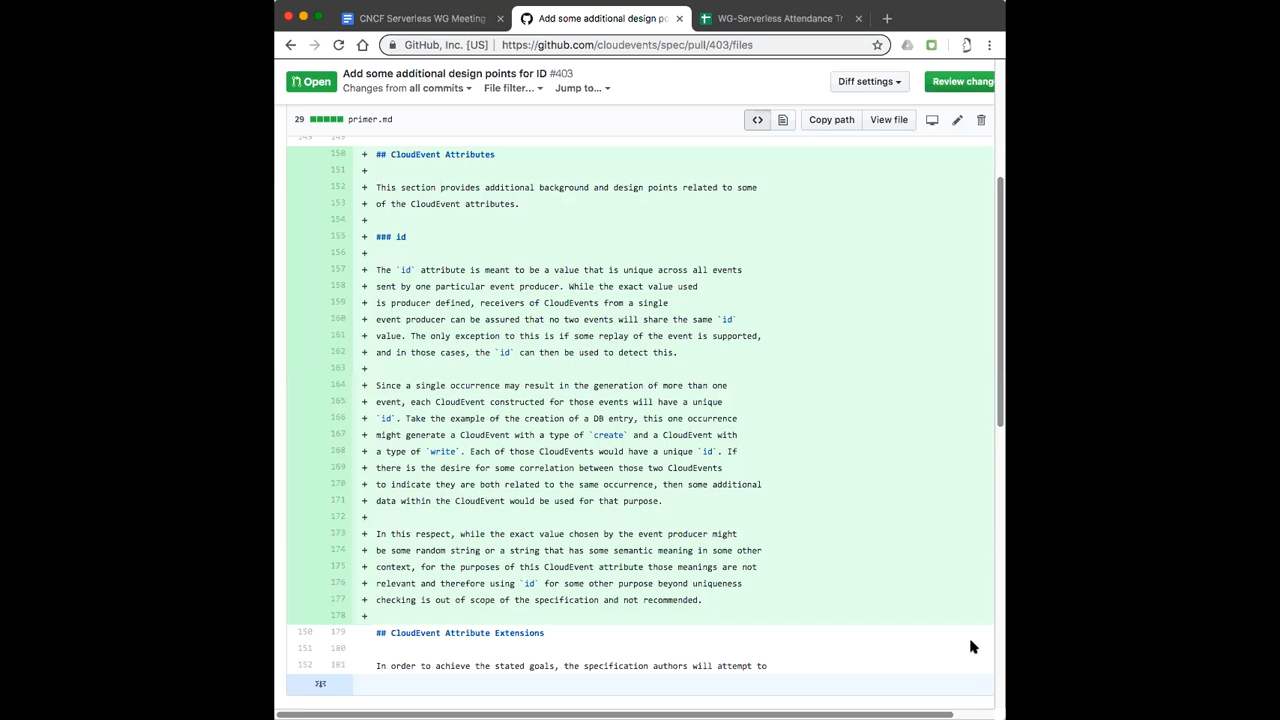 CNCF Serverless WG Meeting
Add some additional design po
WG-Serverless Attendance Tr
GitHub, Inc. [US] https://github.com/cloudevents/spec/pull/403/files
Open
Add some additional design points for ID #403
Changes from all commits
File filter...
Jump to...
Diff settings
Review chang
29 primer.md
Copy path
View file
149 149
150 + ## CloudEvent Attributes
151 +
152 + This section provides additional background and design points related to some
153 + of the CloudEvent attributes.
154 +
155 + ### id
156 +
157 + The `id` attribute is meant to be a value that is unique across all events
158 + sent by one particular event producer. While the exact value used
159 + is producer defined, receivers of CloudEvents from a single
160 + event producer can be assured that no two events will share the same `id`
161 + value. The only exception to this is if some replay of the event is supported,
162 + and in those cases, the `id` can then be used to detect this.
163 +
164 + Since a single occurrence may result in the generation of more than one
165 + event, each CloudEvent constructed for those events will have a unique
166 + `id`. Take the example of the creation of a DB entry, this one occurrence
167 + might generate a CloudEvent with a type of `create` and a CloudEvent with
168 + a type of `write`. Each of those CloudEvents would have a unique `id`. If
169 + there is the desire for some correlation between those two CloudEvents
170 + to indicate they are both related to the same occurrence, then some additional
171 + data within the CloudEvent would be used for that purpose.
172 +
173 + In this respect, while the exact value chosen by the event producer might
174 + be some random string or a string that has some semantic meaning in some other
175 + context, for the purposes of this CloudEvent attribute those meanings are not
176 + relevant and therefore using `id` for some other purpose beyond uniqueness
177 + checking is out of scope of the specification and not recommended.
178 +
150 179 ## CloudEvent Attribute Extensions
151 180
152 181 In order to achieve the stated goals, the specification authors will attempt to